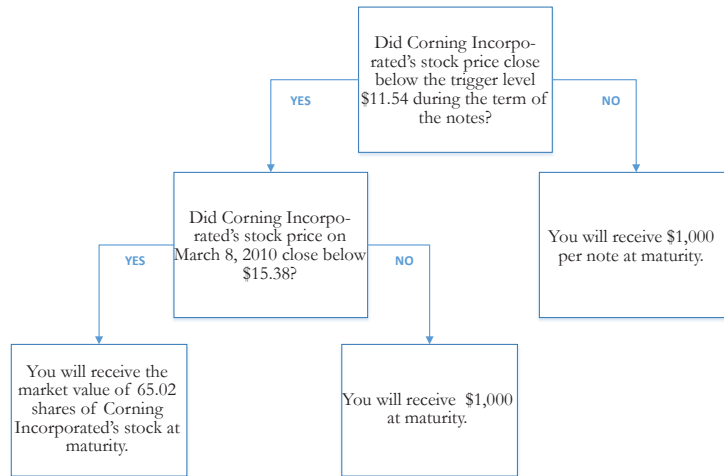 Did Corning Incorpo-
rated's stock price close
below the trigger level
$11.54 during the term of
the notes?
YES
NO
Did Corning Incorpo-
rated's stock price on
March 8, 2010 close below
$15.38?
You will receive $1,000
per note at maturity.
YES
NO
You will receive the
market value of 65.02
shares of Corning
Incorporated's stock at
maturity.
You will receive $1,000
at maturity.